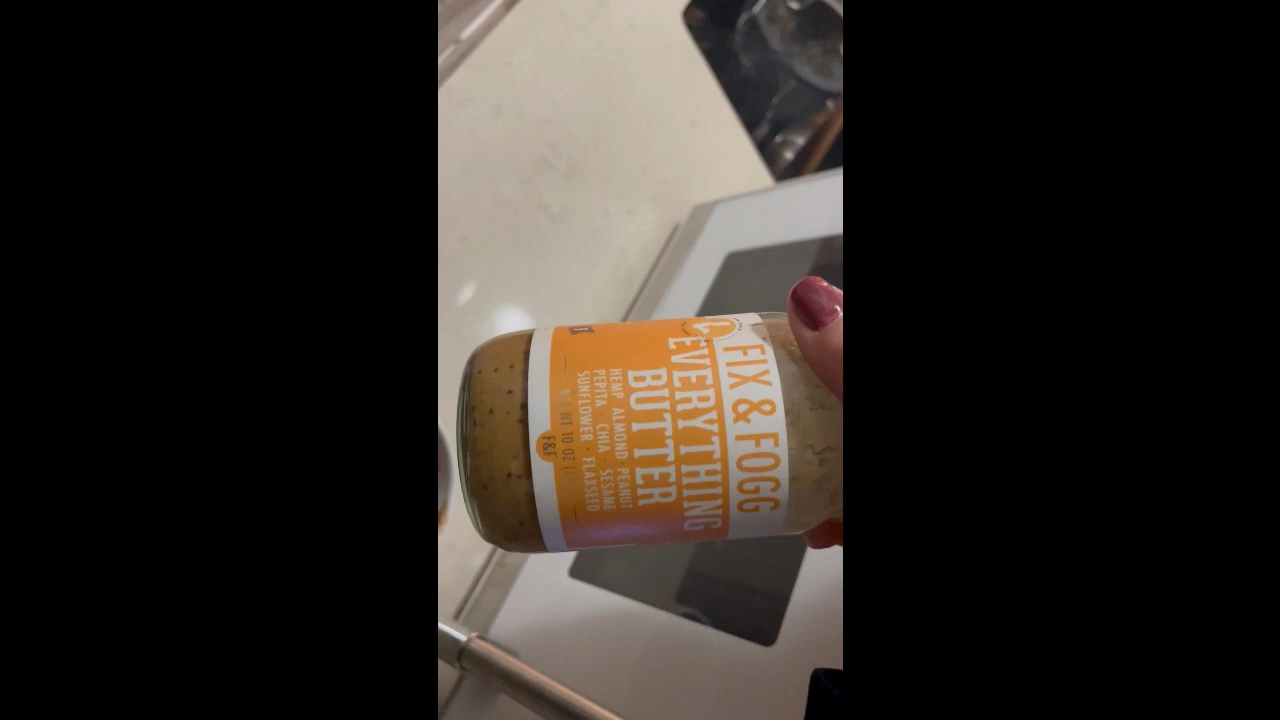 FIX & FOGG
EVERYTHING
BUTTER
HEMP · ALMOND · PEANUT
PEPITA · CHIA · SESAME
SUNFLOWER · FLAXSEED
NET WT 10 OZ
F&F